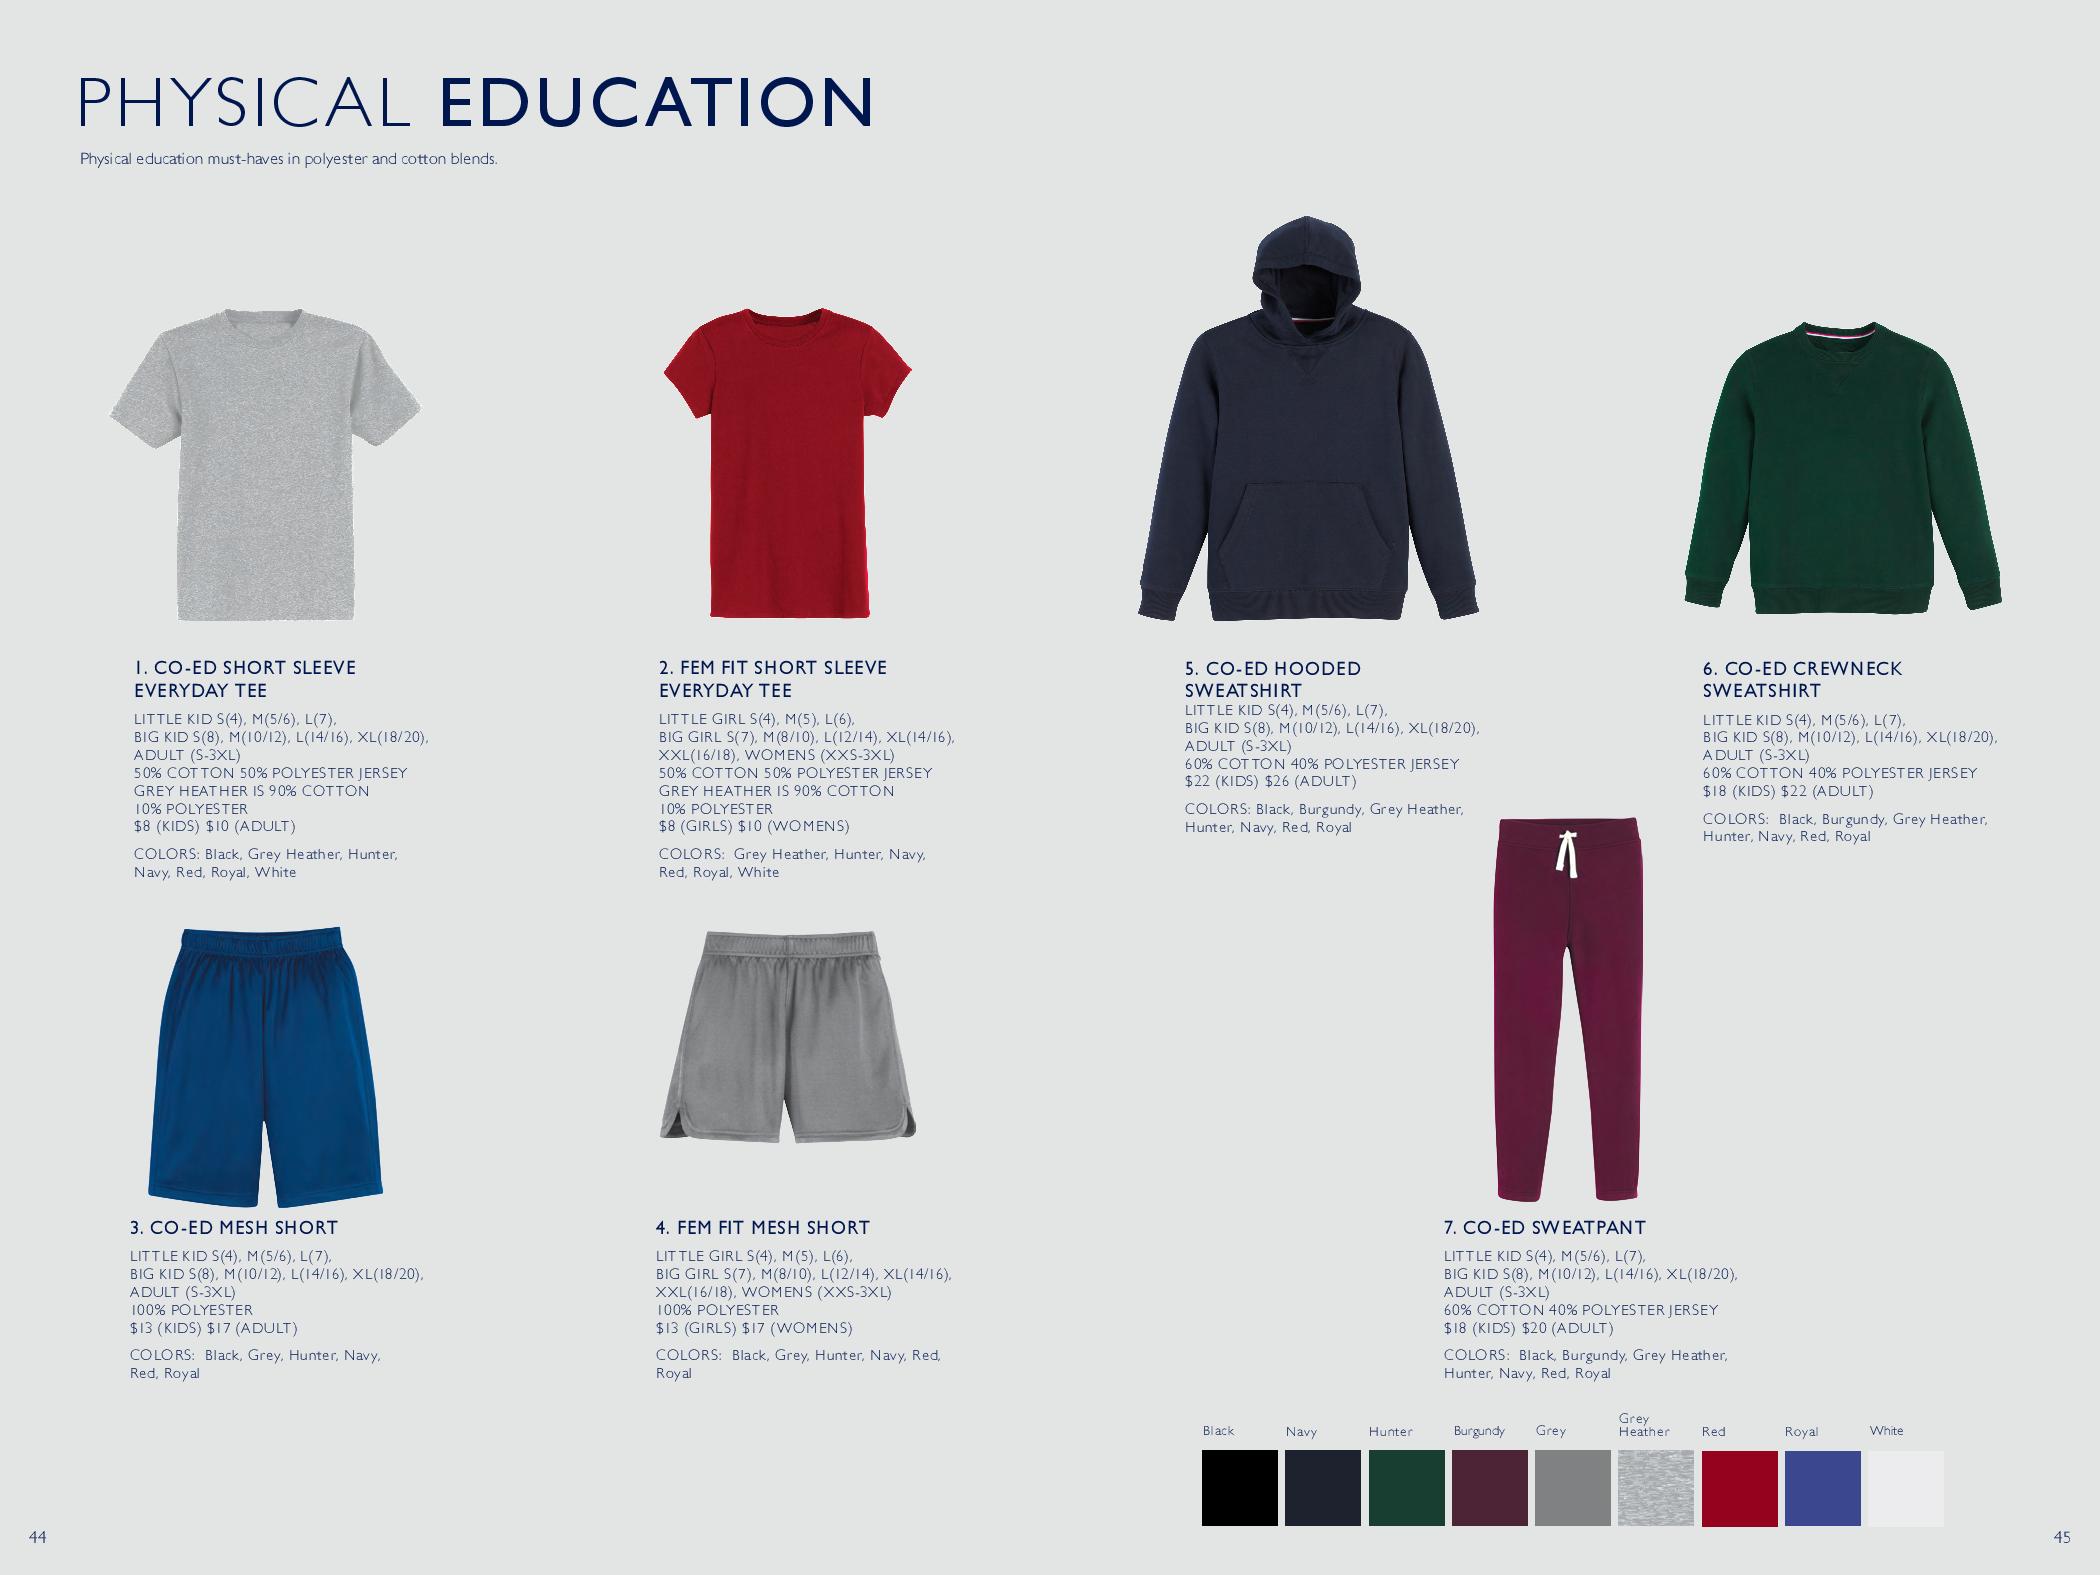 PHYSICAL EDUCATION
Physical education must-haves in polyester and cotton blends.
1. CO-ED SHORT SLEEVE
EVERYDAY TEE
LITTLE KID S(4), M(5/6), L(7),
BIG KID S(8), M(10/12), L(14/16), XL(18/20),
ADULT (S-3XL)
50% COTTON 50% POLYESTER JERSEY
GREY HEATHER IS 90% COTTON
10% POLYESTER
$8 (KIDS) $10 (ADULT)
COLORS: Black, Grey Heather, Hunter,
Navy, Red, Royal, White
2. FEM FIT SHORT SLEEVE
EVERYDAY TEE
LITTLE GIRL S(4), M(5), L(6),
BIG GIRL S(7), M(8/10), L(12/14), XL(14/16),
XXL(16/18), WOMENS (XXS-3XL)
50% COTTON 50% POLYESTER JERSEY
GREY HEATHER IS 90% COTTON
10% POLYESTER
$8 (GIRLS) $10 (WOMENS)
COLORS: Grey Heather, Hunter, Navy,
Red, Royal, White
3. CO-ED MESH SHORT
LITTLE KID S(4), M(5/6), L(7),
BIG KID S(8), M(10/12), L(14/16), XL(18/20),
ADULT (S-3XL)
100% POLYESTER
$13 (KIDS) $17 (ADULT)
COLORS: Black, Grey, Hunter, Navy,
Red, Royal
4. FEM FIT MESH SHORT
LITTLE GIRL S(4), M(5), L(6),
BIG GIRL S(7), M(8/10), L(12/14), XL(14/16),
XXL(16/18), WOMENS (XXS-3XL)
100% POLYESTER
$13 (GIRLS) $17 (WOMENS)
COLORS: Black, Grey, Hunter, Navy, Red,
Royal
5. CO-ED HOODED
SWEATSHIRT
LITTLE KID S(4), M(5/6), L(7),
BIG KID S(8), M(10/12), L(14/16), XL(18/20),
ADULT (S-3XL)
60% COTTON 40% POLYESTER JERSEY
$22 (KIDS) $26 (ADULT)
COLORS: Black, Burgundy, Grey Heather,
Hunter, Navy, Red, Royal
6. CO-ED CREWNECK
SWEATSHIRT
LITTLE KID S(4), M(5/6), L(7),
BIG KID S(8), M(10/12), L(14/16), XL(18/20),
ADULT (S-3XL)
60% COTTON 40% POLYESTER JERSEY
$18 (KIDS) $22 (ADULT)
COLORS: Black, Burgundy, Grey Heather,
Hunter, Navy, Red, Royal
7. CO-ED SWEATPANT
LITTLE KID S(4), M(5/6), L(7),
BIG KID S(8), M(10/12), L(14/16), XL(18/20),
ADULT (S-3XL)
60% COTTON 40% POLYESTER JERSEY
$18 (KIDS) $20 (ADULT)
COLORS: Black, Burgundy, Grey Heather,
Hunter, Navy, Red, Royal
Black
Navy
Hunter
Burgundy
Grey
Grey
Heather
Red
Royal
White
44
45